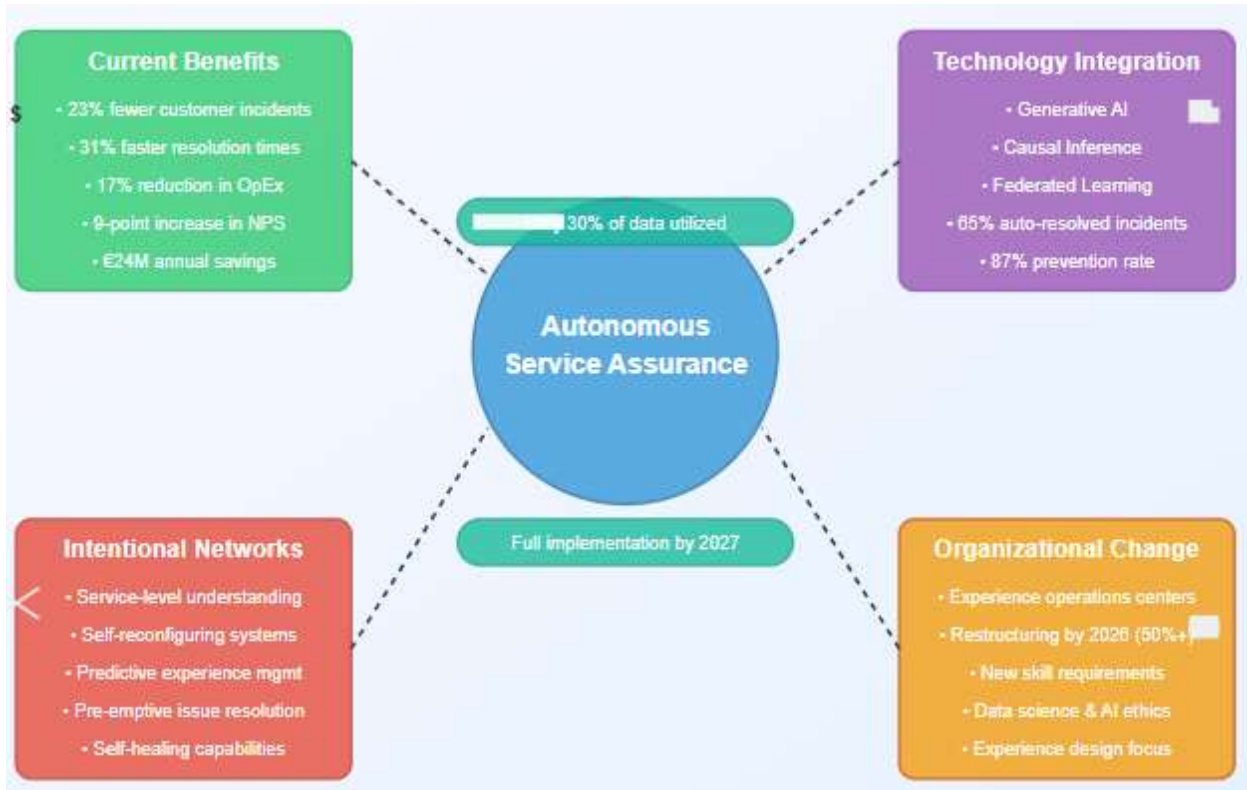 Current Benefits
• 23% fewer customer incidents
• 31% faster resolution times
• 17% reduction in OpEx
• 9-point increase in NPS
• €24M annual savings
$
Technology Integration
• Generative AI
• Causal Inference
• Federated Learning
• 65% auto-resolved incidents
• 87% prevention rate
30% of data utilized
Autonomous
Service Assurance
Full implementation by 2027
Intentional Networks
• Service-level understanding
• Self-reconfiguring systems
• Predictive experience mgmt
• Pre-emptive issue resolution
• Self-healing capabilities
Organizational Change
• Experience operations centers
• Restructuring by 2026 (50%+)
• New skill requirements
• Data science & AI ethics
• Experience design focus